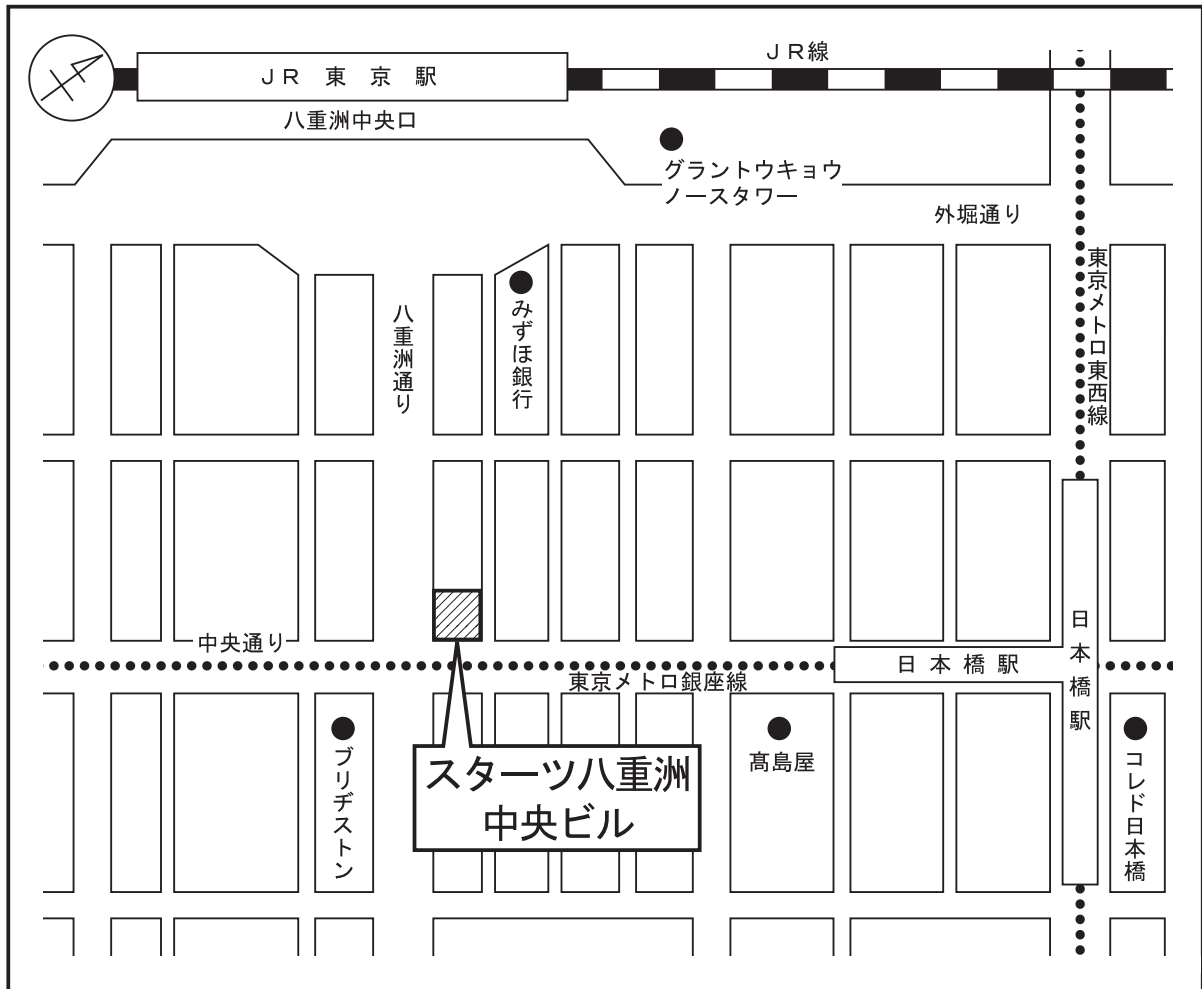 JR線
JR東京駅
八重洲中央口
グラントウキョウ
ノースタワー
外堀通り
東京メトロ東西線
八重洲通り
みずほ銀行
中央通り
日本橋駅
日本橋駅
東京メトロ銀座線
ブリヂストン
スターツ八重洲
中央ビル
髙島屋
コレド日本橋